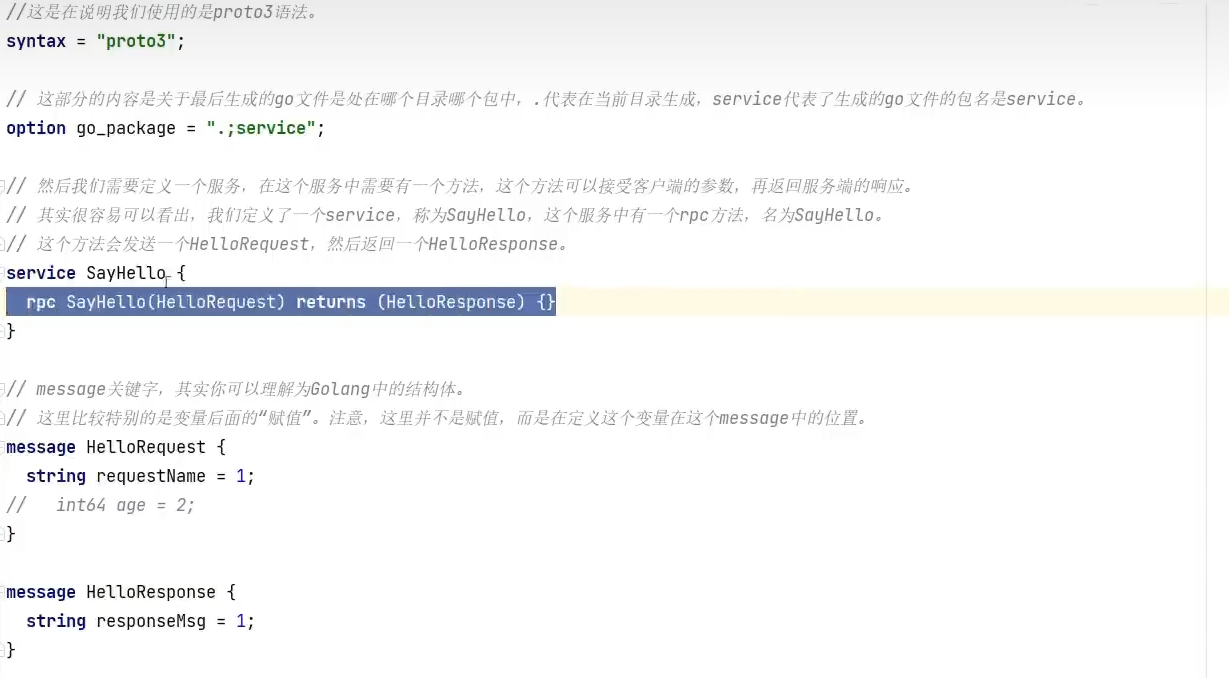 //这是在说明我们使用的是proto3语法。
syntax = "proto3";
// 这部分的内容是关于最后生成的go文件是处在哪个目录哪个包中，.代表在当前目录生成，service代表了生成的go文件的包名是service。
option go_package = ".;service";
// 然后我们需要定义一个服务，在这个服务中需要有一个方法，这个方法可以接受客户端的参数，再返回服务端的响应。
// 其实很容易可以看出，我们定义了一个service，称为SayHello，这个服务中有一个rpc方法，名为SayHello。
// 这个方法会发送一个HelloRequest，然后返回一个HelloResponse。
service SayHello {
  rpc SayHello(HelloRequest) returns (HelloResponse) {}
}
// message关键字，其实你可以理解为Golang中的结构体。
// 这里比较特别的是变量后面的“赋值”。注意，这里并不是赋值，而是在定义这个变量在这个message中的位置。
message HelloRequest {
  string requestName = 1;
//   int64 age = 2;
}
message HelloResponse {
  string responseMsg = 1;
}